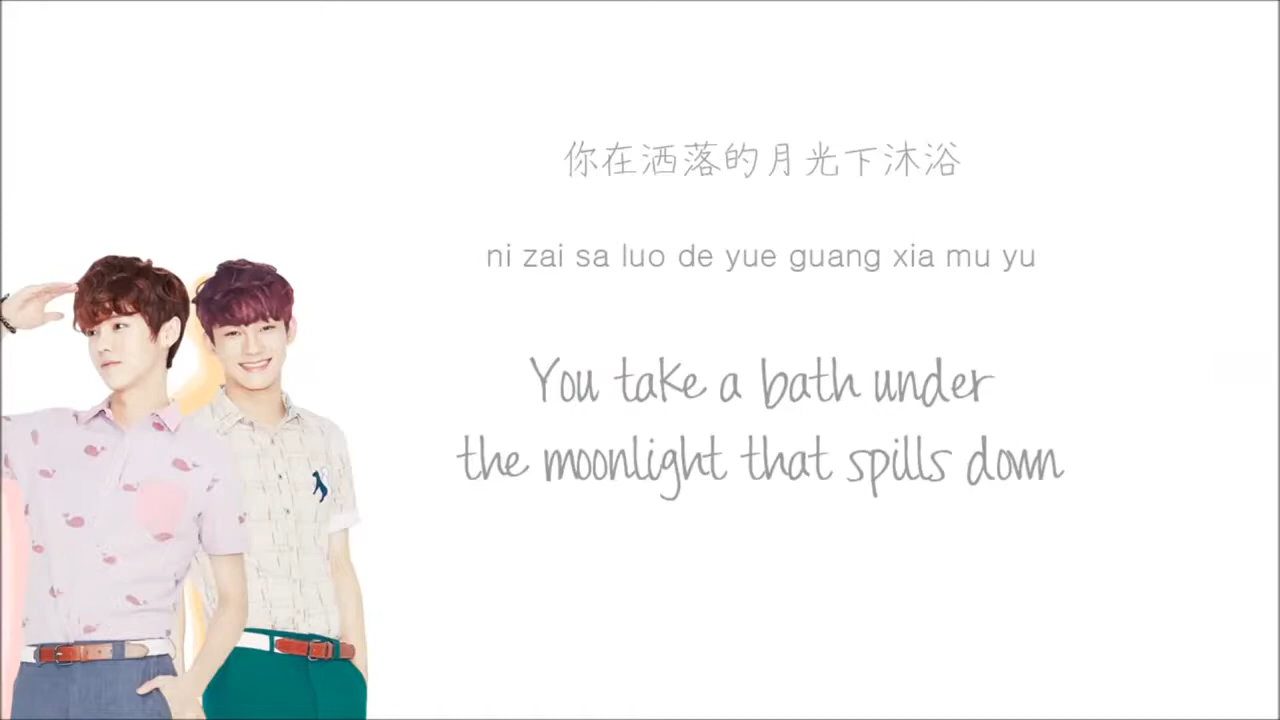 你在洒落的月光下沐浴
ni zai sa luo de yue guang xia mu yu
You take a bath under
the moonlight that spills down